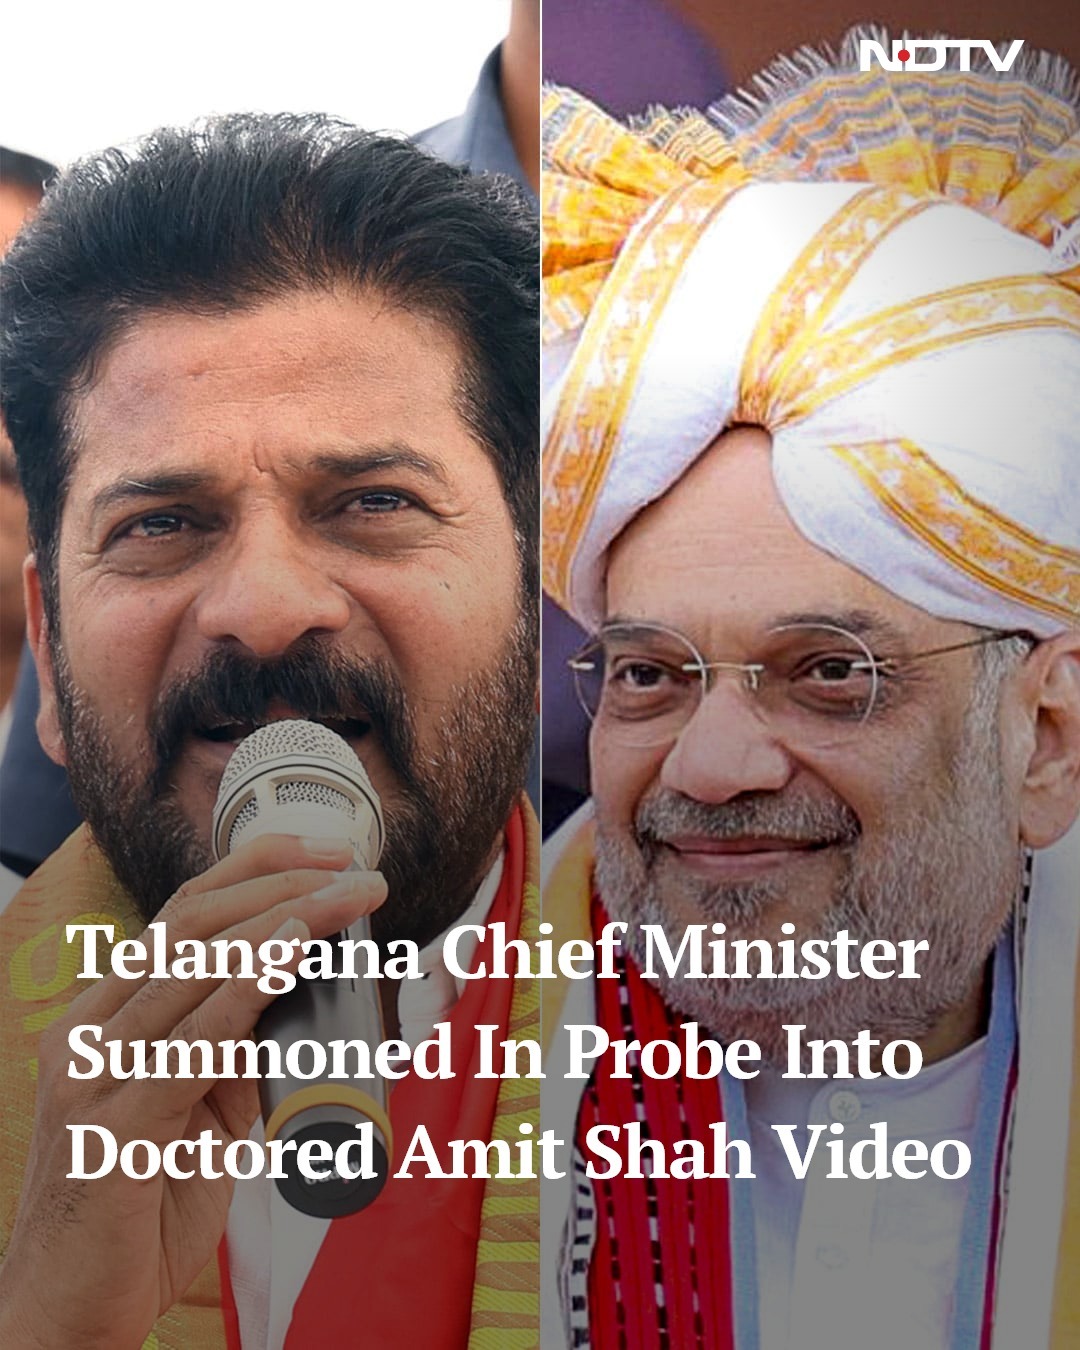 NDTV
Telangana Chief Minister
Summoned In Probe Into
Doctored Amit Shah Video